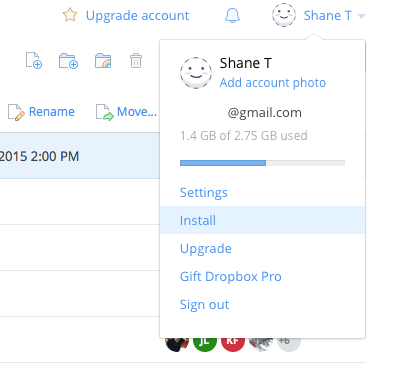 Upgrade account
Shane T
Shane T
Add account photo
@gmail.com
1.4 GB of 2.75 GB used
Rename
Move...
2015 2:00 PM
Settings
Install
Upgrade
Gift Dropbox Pro
Sign out
JL
KF
+6